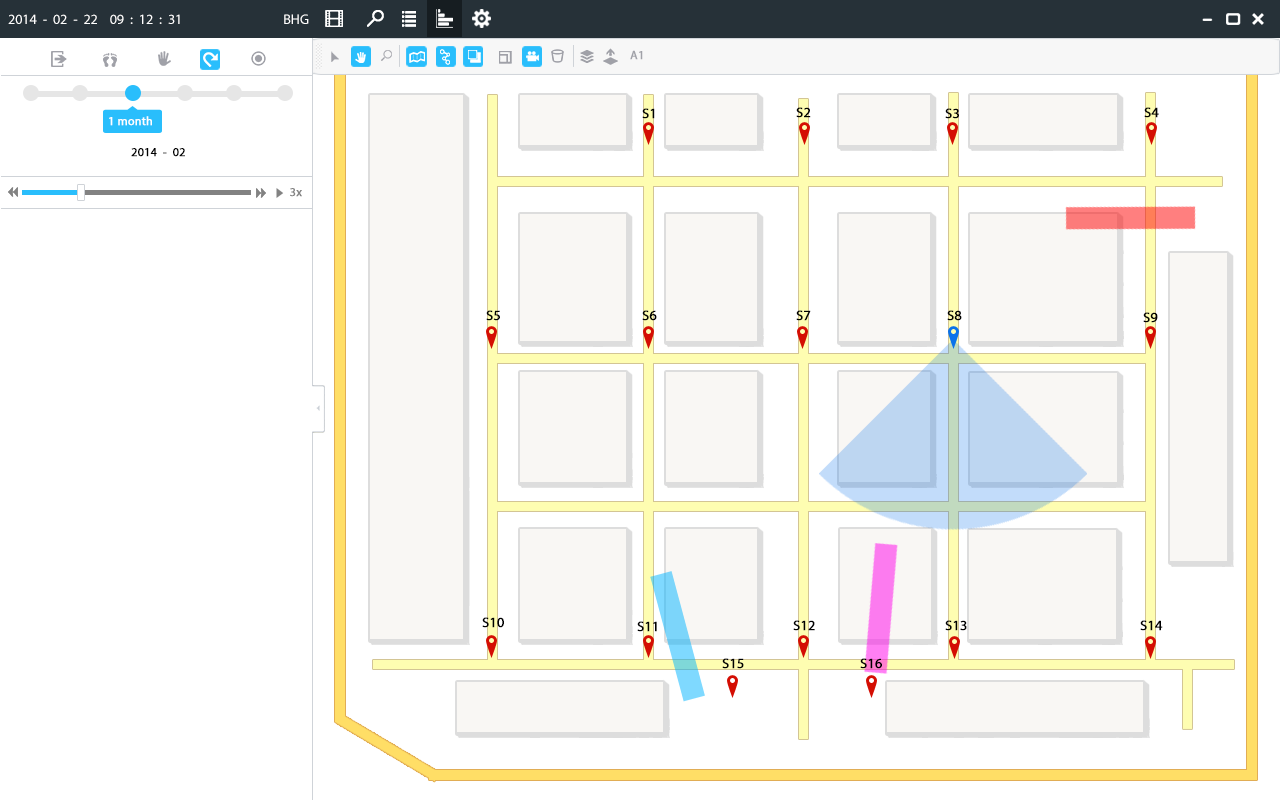 2014 - 02 - 22 09 : 12 : 31 BHG
A1
1 month
2014 - 02
3x
S1 S2 S3 S4
S5 S6 S7 S8 S9
S10 S11 S12 S13 S14
S15 S16